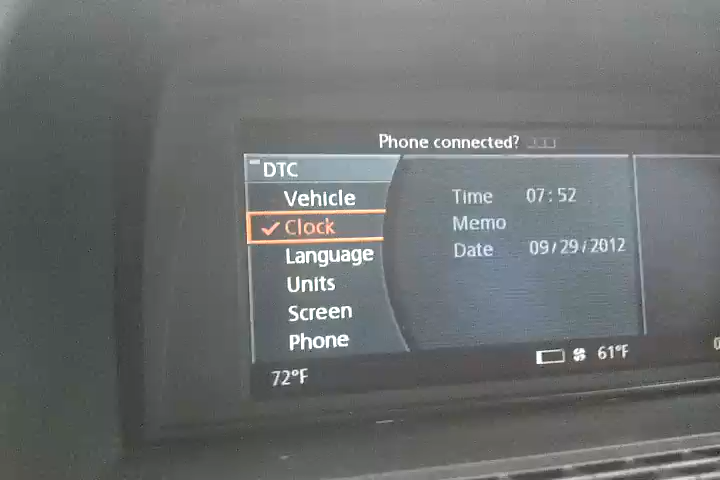 Phone connected?
DTC
Vehicle
Clock
Language
Units
Screen
Phone
Time 07:52
Memo
Date 09/29/2012
72°F
61°F